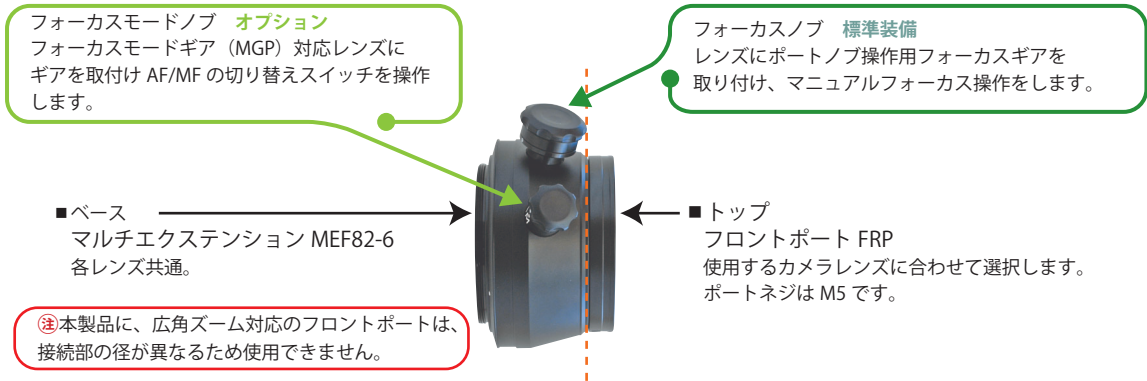 フォーカスモードノブ　オプション
フォーカスモードギア（MGP）対応レンズに
ギアを取付け AF/MF の切り替えスイッチを操作
します。
フォーカスノブ　標準装備
レンズにポートノブ操作用フォーカスギアを
取り付け、マニュアルフォーカス操作をします。
■ベース
マルチエクステンション MEF82-6
各レンズ共通。
■トップ
フロントポート FRP
使用するカメラレンズに合わせて選択します。
ポートネジは M5 です。
㊟本製品に、広角ズーム対応のフロントポートは、
接続部の径が異なるため使用できません。